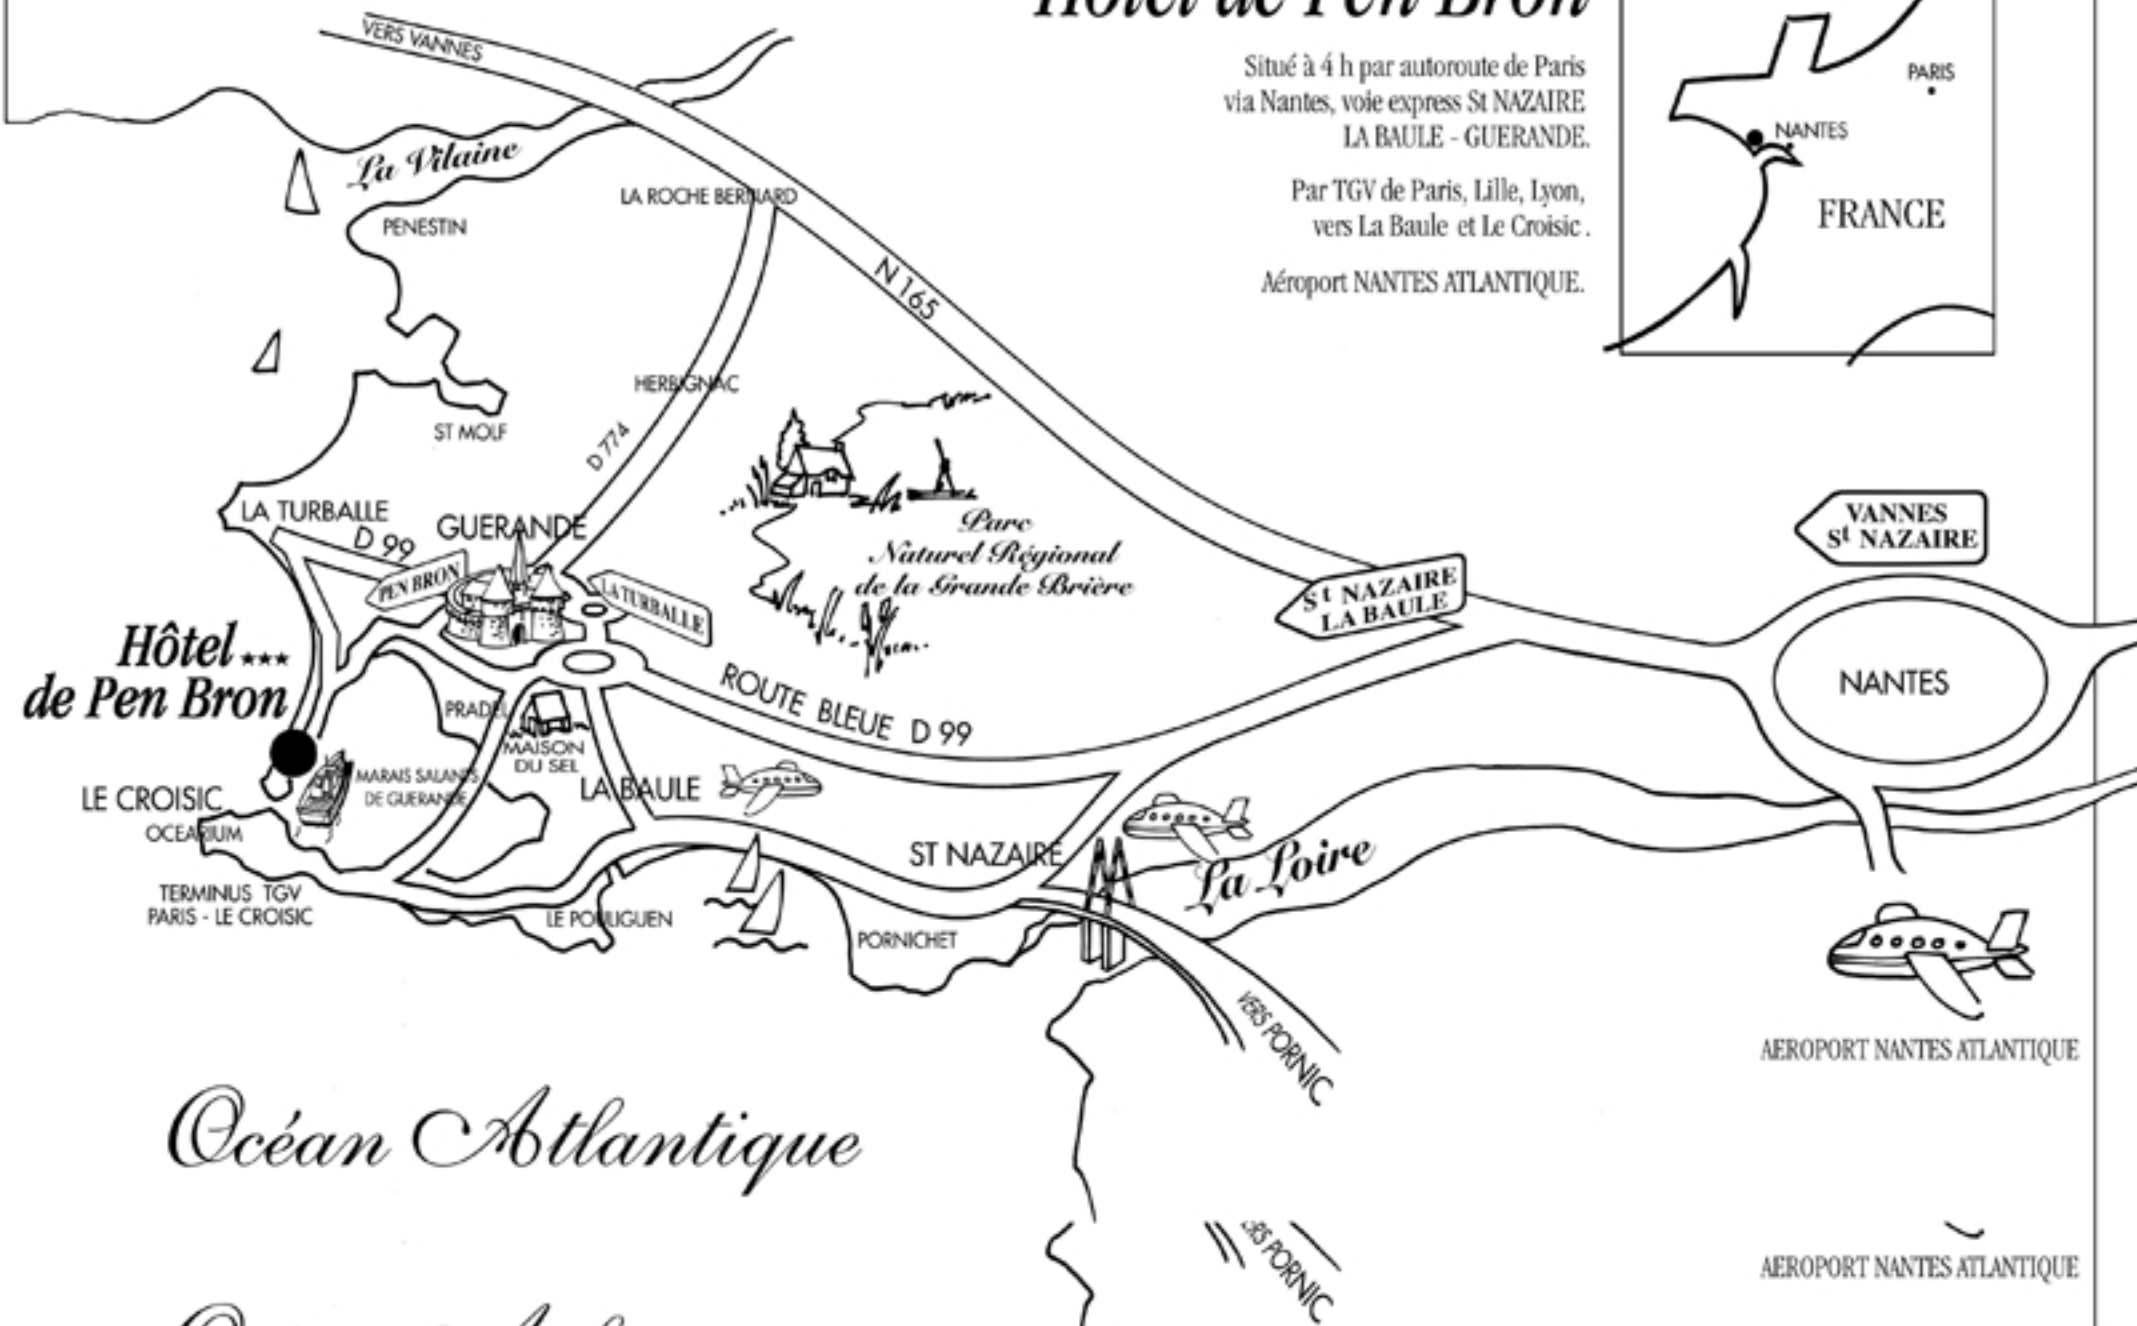 Hôtel de Pen Bron
Situé à 4 h par autoroute de Paris
via Nantes, voie express St NAZAIRE
LA BAULE - GUERANDE.
Par TGV de Paris, Lille, Lyon,
vers La Baule et Le Croisic.
Aéroport NANTES ATLANTIQUE.
PARIS
NANTES
FRANCE
VERS VANNES
La Vilaine
LA ROCHE BERNARD
PENESTIN
N 165
HERBIGNAC
D 774
ST MOLF
LA TURBALLE
D 99
GUERANDE
PEN BRON
LA TURBALLE
Parc
Naturel Régional
de la Grande Brière
St NAZAIRE
LA BAULE
VANNES
St NAZAIRE
NANTES
Hôtel ***
de Pen Bron
ROUTE BLEUE D 99
PRADEL
MAISON
DU SEL
MARAIS SALANTS
DE GUERANDE
LA BAULE
LE CROISIC
OCEARIUM
ST NAZAIRE
La Loire
TERMINUS TGV
PARIS - LE CROISIC
LE POULIGUEN
PORNICHET
VERS PORNIC
AEROPORT NANTES ATLANTIQUE
Océan Atlantique
ERS PORNIC
AEROPORT NANTES ATLANTIQUE